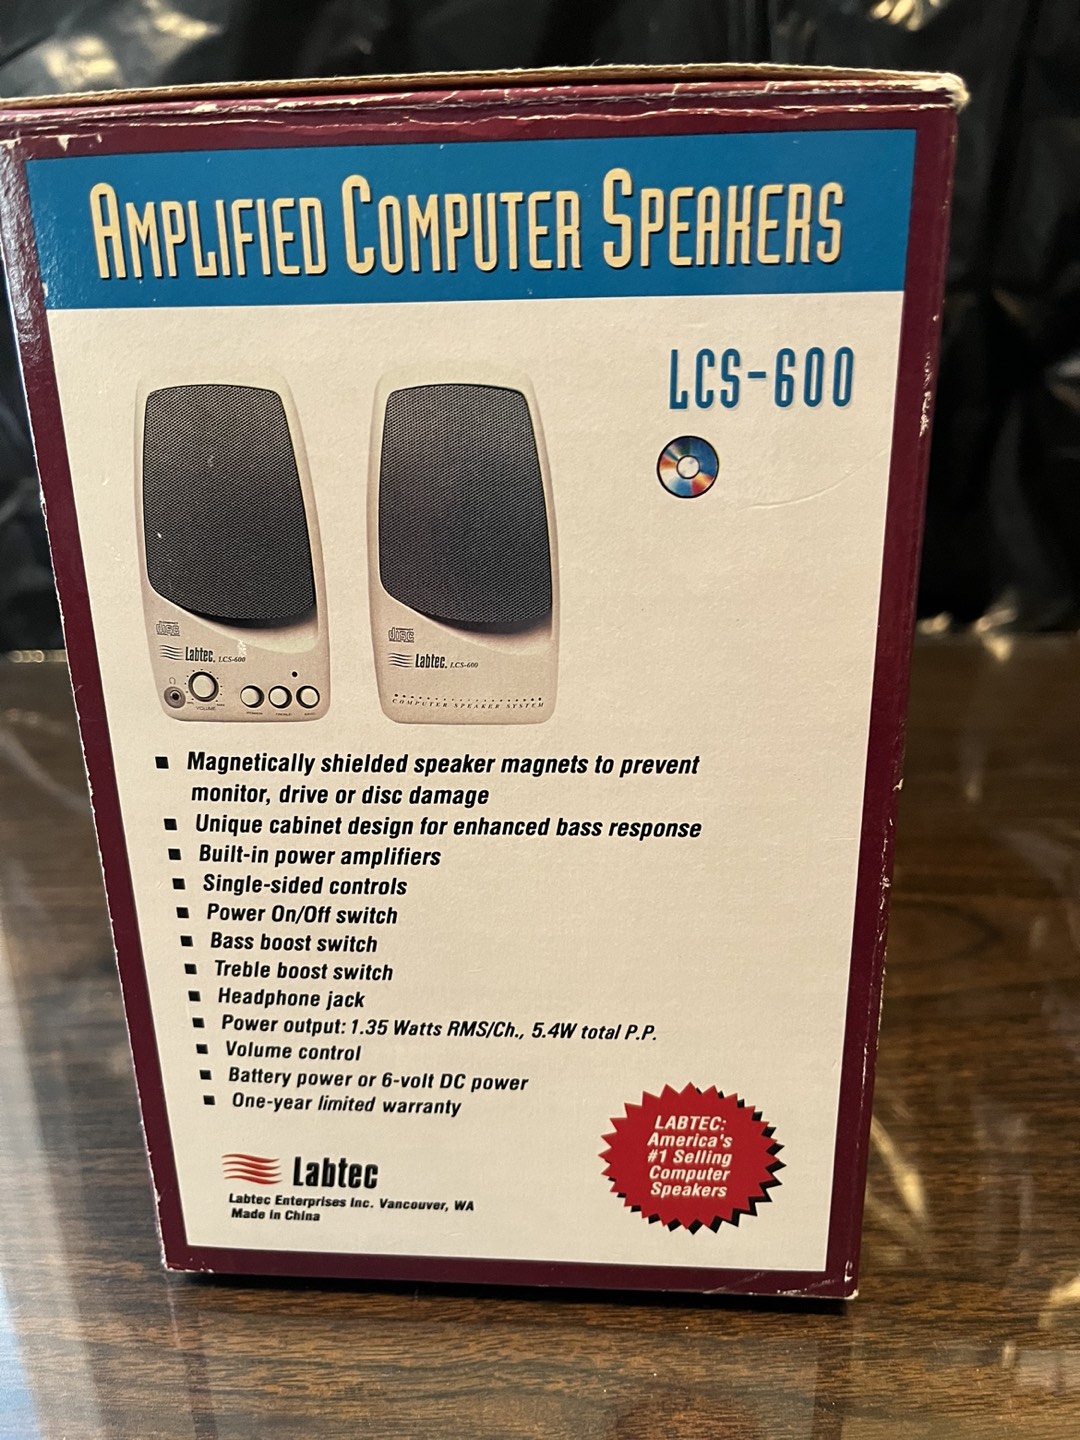 AMPLIFIED COMPUTER SPEAKERS
LCS-600
disc
Labtec. LCS-600
VOLUME
disc
Labtec. LCS-600
COMPUTER SPEAKER SYSTEM
■ Magnetically shielded speaker magnets to prevent
monitor, drive or disc damage
■ Unique cabinet design for enhanced bass response
■ Built-in power amplifiers
■ Single-sided controls
■ Power On/Off switch
■ Bass boost switch
■ Treble boost switch
■ Headphone jack
■ Power output: 1.35 Watts RMS/Ch., 5.4W total P.P.
■ Volume control
■ Battery power or 6-volt DC power
■ One-year limited warranty
LABTEC:
America's
#1 Selling
Computer
Speakers
Labtec
Labtec Enterprises Inc. Vancouver, WA
Made in China